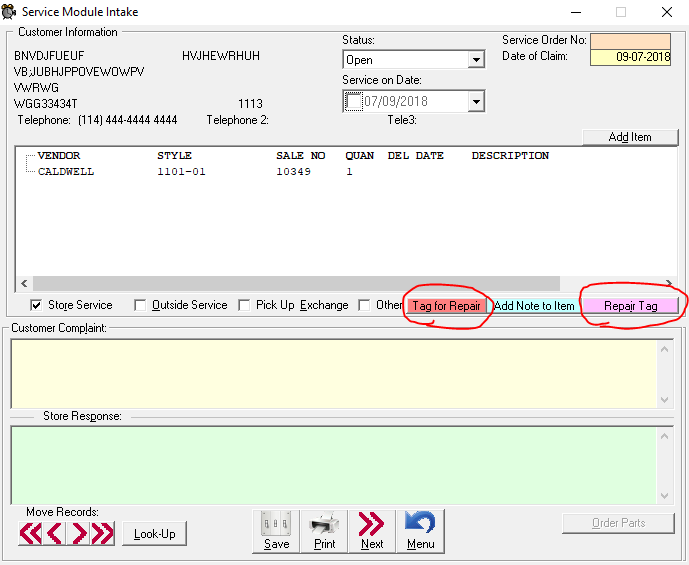 Service Module Intake
Customer Information
BNVDJFUEUF HVJHEWRHUH
VB;JUBHJPPOVEWOWPV
VWRWG
WGG33434T 1113
Telephone: (114) 444-4444 4444 Telephone 2: Tele3:
Status:
Open
Service on Date:
07/09/2018
Service Order No:
Date of Claim: 09-07-2018
Add Item
VENDOR STYLE SALE NO QUAN DEL DATE DESCRIPTION
CALDWELL 1101-01 10349 1
Store Service Outside Service Pick Up Exchange Other Tag for Repair Add Note to Item Repair Tag
Customer Complaint:
Store Response:
Move Records:
Look-Up
Save Print Next Menu
Order Parts